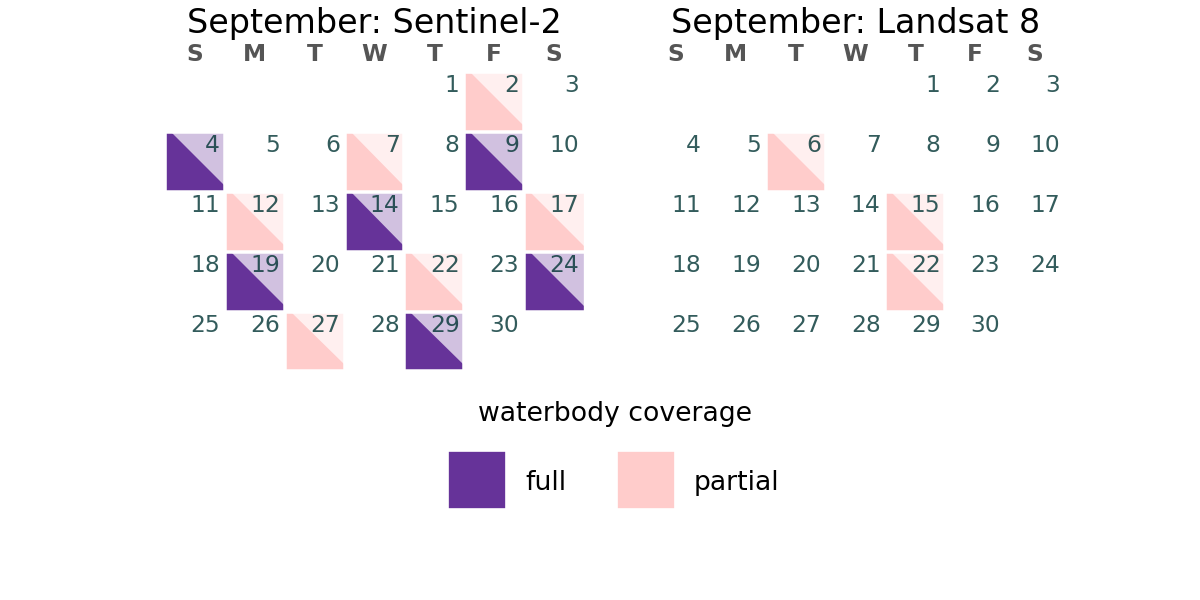 September: Sentinel-2
S M T W T F S
1 2 3
4 5 6 7 8 9 10
11 12 13 14 15 16 17
18 19 20 21 22 23 24
25 26 27 28 29 30
September: Landsat 8
S M T W T F S
1 2 3
4 5 6 7 8 9 10
11 12 13 14 15 16 17
18 19 20 21 22 23 24
25 26 27 28 29 30
waterbody coverage
full partial